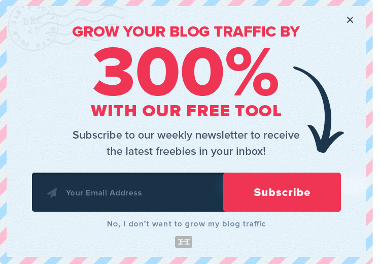 GROW YOUR BLOG TRAFFIC BY
300%
WITH OUR FREE TOOL
Subscribe to our weekly newsletter to receive
the latest freebies in your inbox!
Your Email Address
Subscribe
No, I don't want to grow my blog traffic